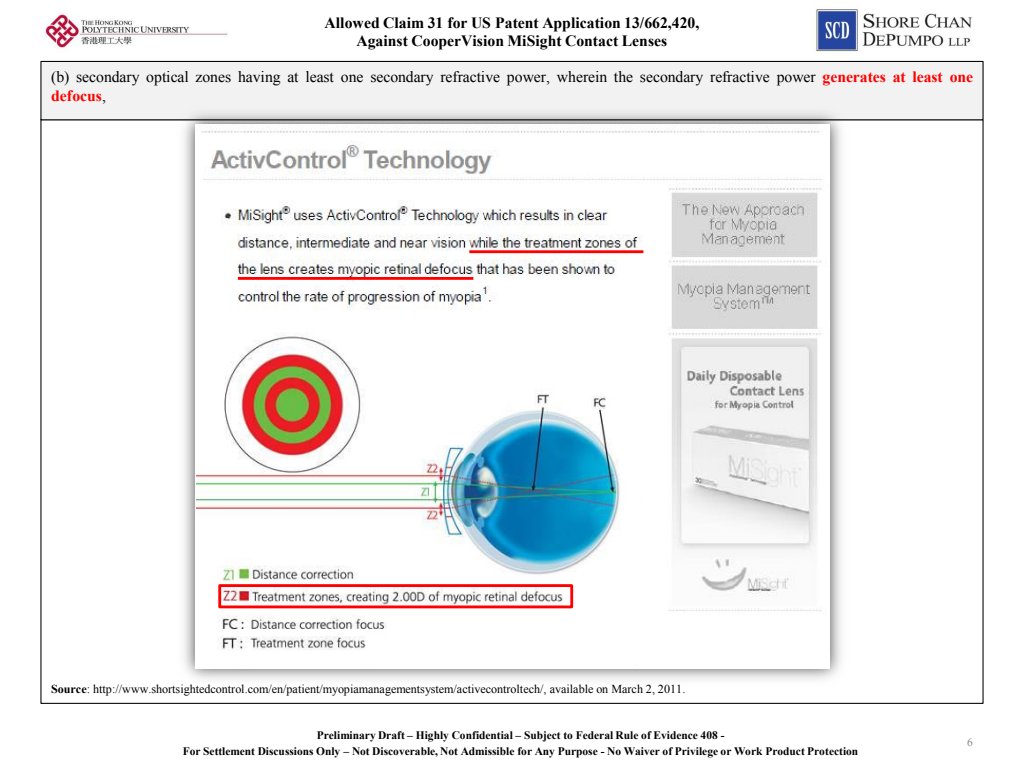 THE HONG KONG
POLYTECHNIC UNIVERSITY
香港理工大學
Allowed Claim 31 for US Patent Application 13/662,420,
Against CooperVision MiSight Contact Lenses
SCD
SHORE CHAN
DEPUMPO LLP
(b) secondary optical zones having at least one secondary refractive power, wherein the secondary refractive power generates at least one
defocus,
ActivControl® Technology
• MiSight® uses ActivControl® Technology which results in clear
distance, intermediate and near vision while the treatment zones of
the lens creates myopic retinal defocus that has been shown to
control the rate of progression of myopia¹.
The New Approach
for Myopia
Management
Myopia Management
System™
Daily Disposable
Contact Lens
for Myopia Control
MiSight®
30
MiSight®
FT
FC
Z2
Z1
Z2
Z1 Distance correction
Z2 Treatment zones, creating 2.00D of myopic retinal defocus
FC : Distance correction focus
FT : Treatment zone focus
Source: http://www.shortsightedcontrol.com/en/patient/myopiamanagementsystem/activecontroltech/, available on March 2, 2011.
Preliminary Draft – Highly Confidential – Subject to Federal Rule of Evidence 408 -
For Settlement Discussions Only – Not Discoverable, Not Admissible for Any Purpose - No Waiver of Privilege or Work Product Protection
6